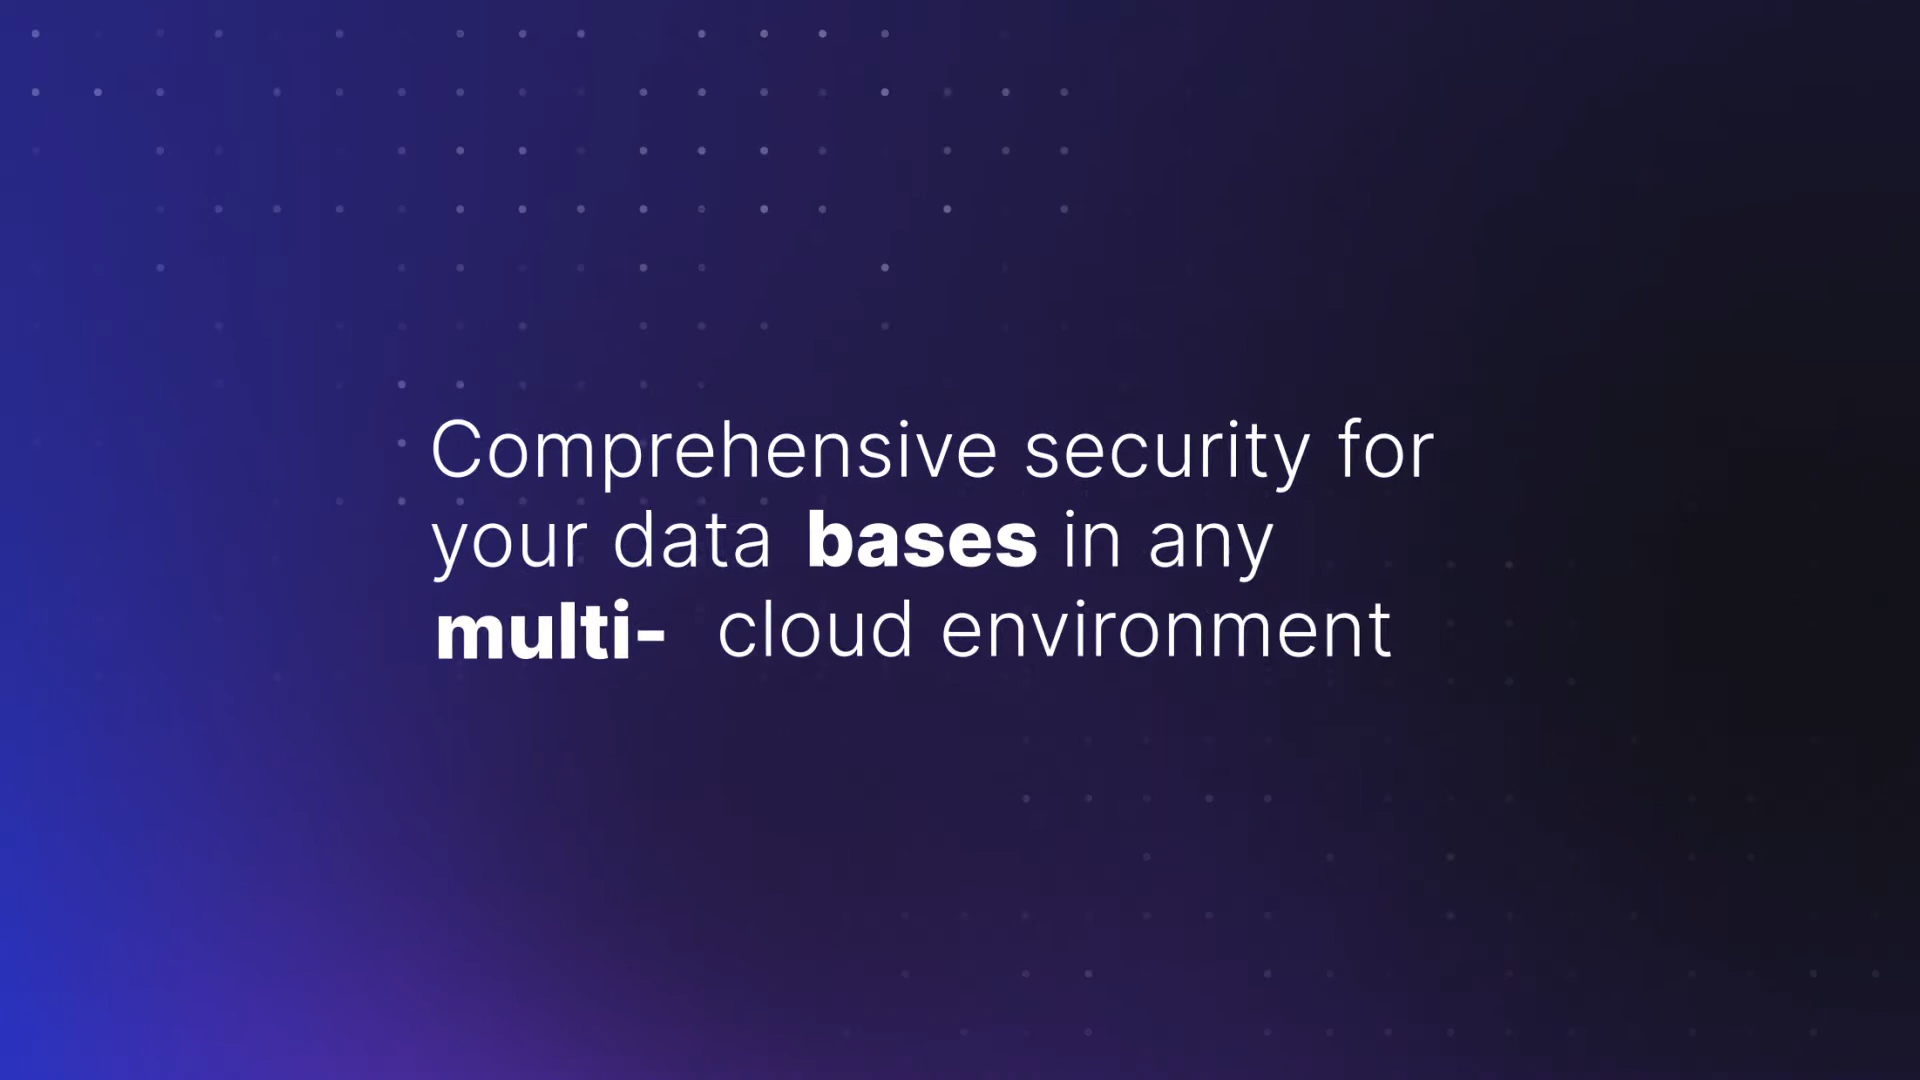 Comprehensive security for
your data bases in any
multi- cloud environment